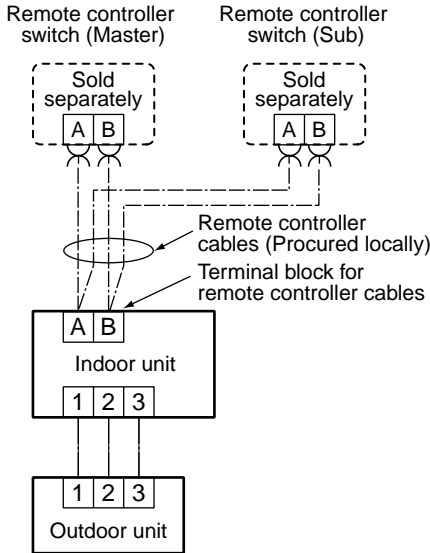 Remote controller
switch (Master)
Remote controller
switch (Sub)
Sold
separately
A B
Sold
separately
A B
Remote controller
cables (Procured locally)
Terminal block for
remote controller cables
A B
Indoor unit
1 2 3
1 2 3
Outdoor unit